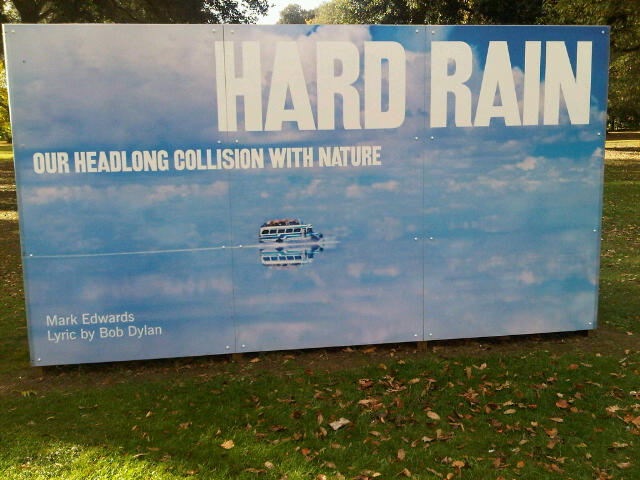 HARD RAIN
OUR HEADLONG COLLISION WITH NATURE
Mark Edwards
Lyric by Bob Dylan